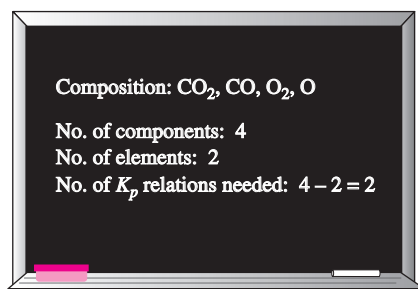 Composition: CO₂, CO, O₂, O
No. of components: 4
No. of elements: 2
No. of Kₚ relations needed: 4 – 2 = 2